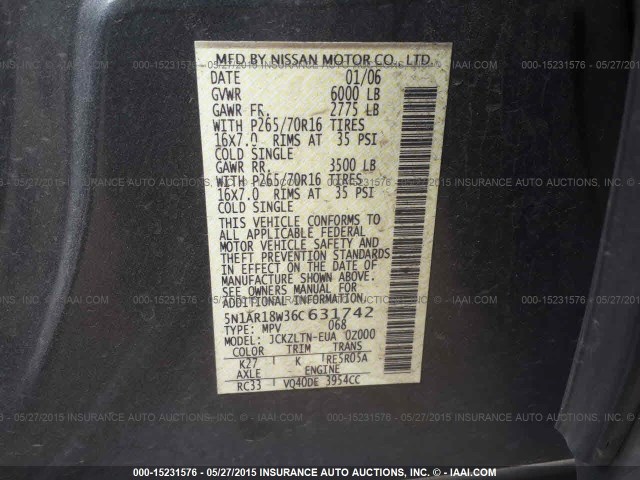 MFD BY NISSAN MOTOR CO., LTD.
DATE 01/06
GVWR 6000 LB
GAWR FR. 2775 LB
WITH P265/70R16 TIRES
16X7.0 RIMS AT 35 PSI
COLD SINGLE
GAWR RR. 3500 LB
WITH P265/70R16 TIRES
16X7.0 RIMS AT 35 PSI
COLD SINGLE
THIS VEHICLE CONFORMS TO
ALL APPLICABLE FEDERAL
MOTOR VEHICLE SAFETY AND
THEFT PREVENTION STANDARDS
IN EFFECT ON THE DATE OF
MANUFACTURE SHOWN ABOVE.
SEE OWNERS MANUAL FOR
ADDITIONAL INFORMATION.
5N1AR18W36C631742
TYPE: MPV 068
MODEL: JCKZLTN-EUA 0Z000
COLOR TRIM TRANS
K27 K RE5R05A
AXLE ENGINE
RC33 VQ40DE 3954CC
000-15231576 - 05/27/2015 INSURANCE AUTO AUCTIONS, INC. - IAAI.COM